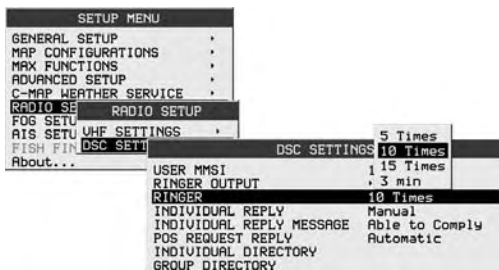 SETUP MENU
GENERAL SETUP
MAP CONFIGURATIONS
MAX FUNCTIONS
ADVANCED SETUP
C-MAP WEATHER SERVICE
RADIO SE
RADIO SETUP
FOG SETU
VHF SETTINGS
AIS SETU
DSC SETT
FISH FIN
About...
DSC SETTINGS
5 Times
10 Times
15 Times
3 min
USER MMSI 1
RINGER OUTPUT
RINGER 10 Times
INDIVIDUAL REPLY Manual
INDIVIDUAL REPLY MESSAGE Able to Comply
POS REQUEST REPLY Automatic
INDIVIDUAL DIRECTORY
GROUP DIRECTORY